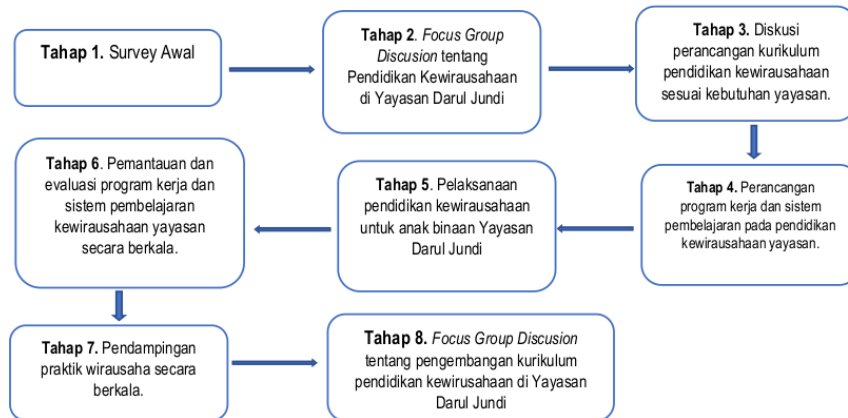 Tahap 1. Survey Awal
Tahap 2. Focus Group
Discusion tentang
Pendidikan Kewirausahaan
di Yayasan Darul Jundi
Tahap 3. Diskusi
perancangan kurikulum
pendidikan kewirausahaan
sesuai kebutuhan yayasan.
Tahap 4. Perancangan
program kerja dan sistem
pembelajaran pada pendidikan
kewirausahaan yayasan.
Tahap 5. Pelaksanaan
pendidikan kewirausahaan
untuk anak binaan Yayasan
Darul Jundi
Tahap 6. Pemantauan dan
evaluasi program kerja dan
sistem pembelajaran
kewirausahaan yayasan
secara berkala.
Tahap 7. Pendampingan
praktik wirausaha secara
berkala.
Tahap 8. Focus Group Discusion
tentang pengembangan kurikulum
pendidikan kewirusahaan di Yayasan
Darul Jundi